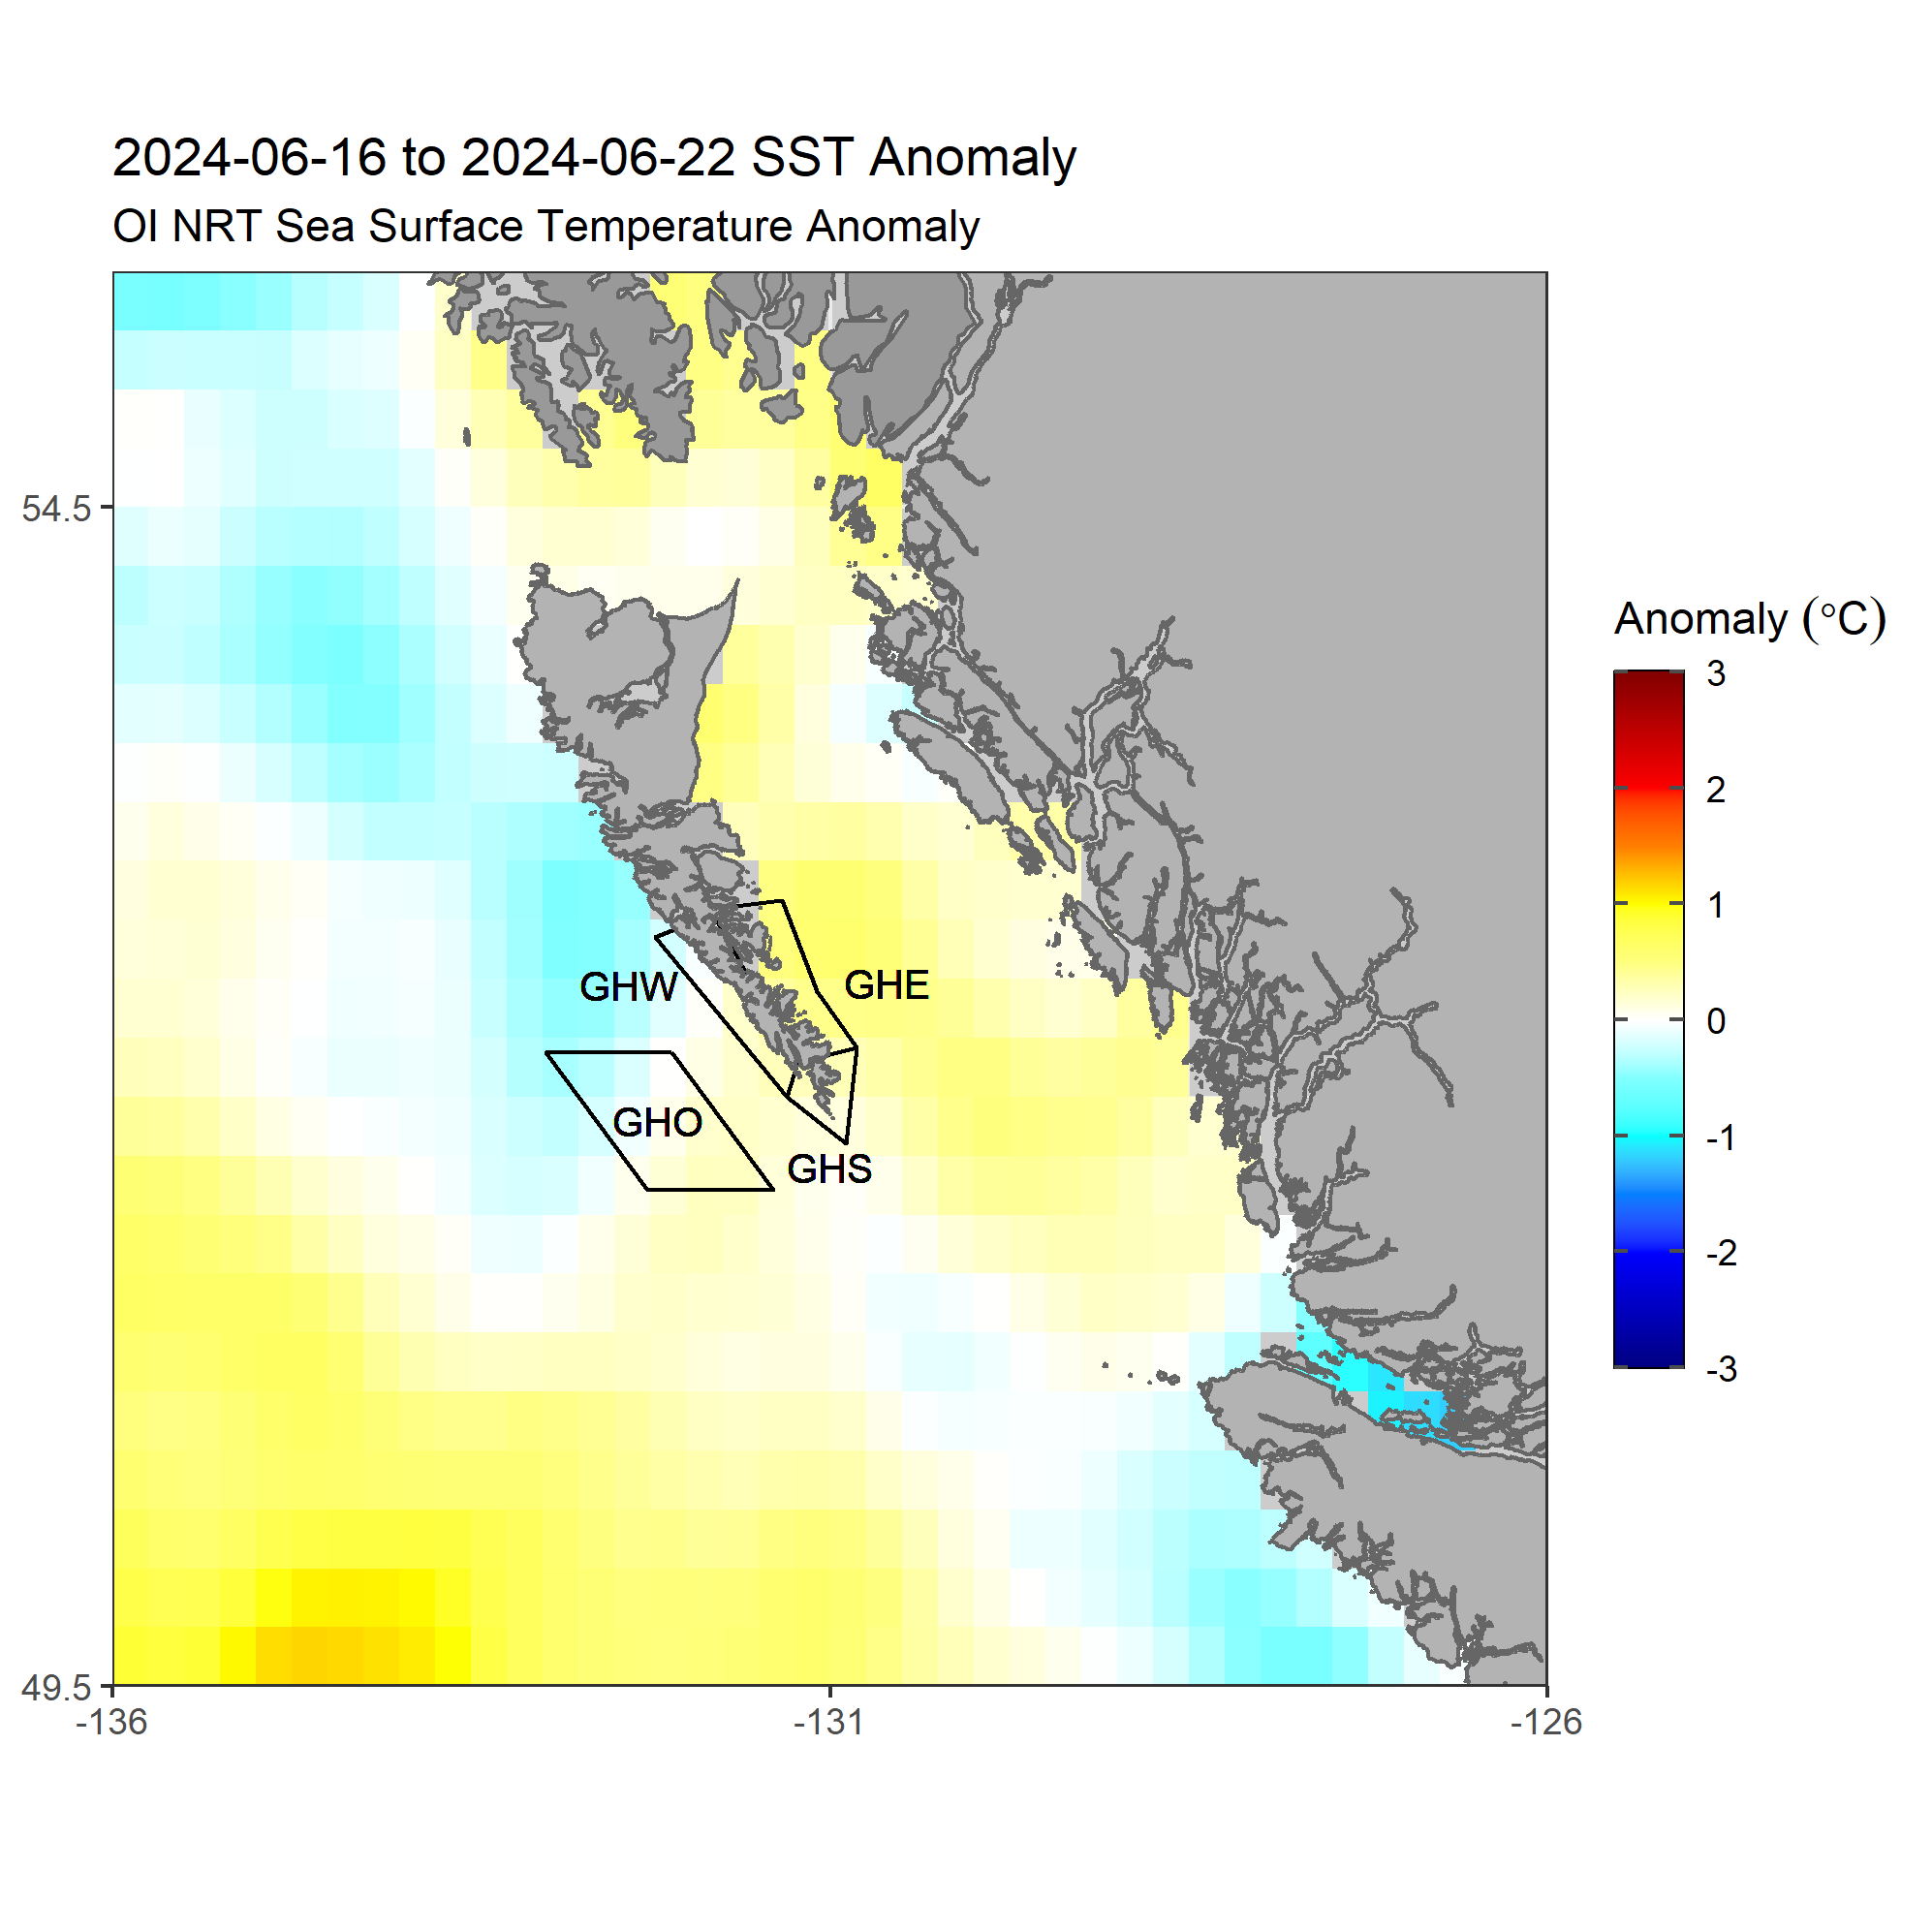 2024-06-16 to 2024-06-22 SST Anomaly
OI NRT Sea Surface Temperature Anomaly
54.5
49.5
-136
-131
-126
GHW
GHE
GHO
GHS
Anomaly (°C)
3
2
1
0
-1
-2
-3